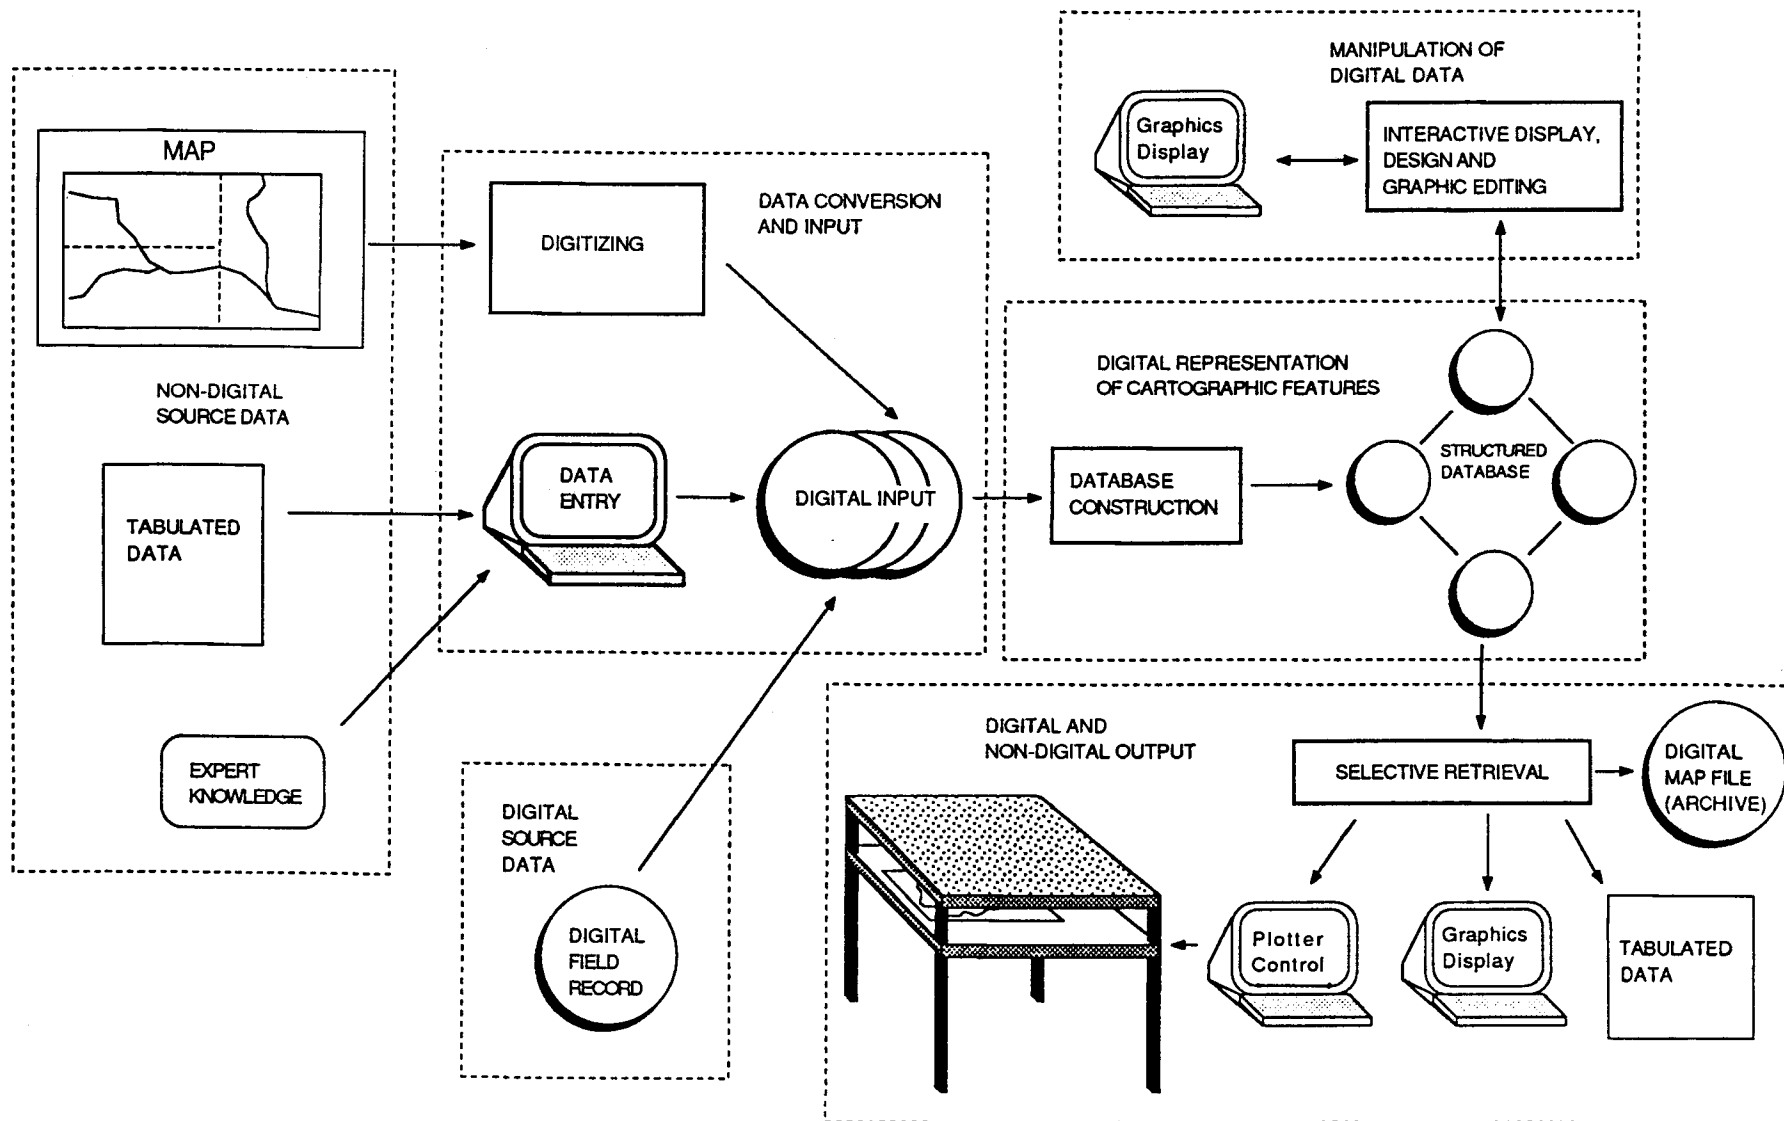 MAP
NON-DIGITAL
SOURCE DATA
TABULATED
DATA
EXPERT
KNOWLEDGE
DIGITIZING
DATA CONVERSION
AND INPUT
DATA
ENTRY
DIGITAL INPUT
DIGITAL
SOURCE
DATA
DIGITAL
FIELD
RECORD
MANIPULATION OF
DIGITAL DATA
Graphics
Display
INTERACTIVE DISPLAY,
DESIGN AND
GRAPHIC EDITING
DIGITAL REPRESENTATION
OF CARTOGRAPHIC FEATURES
DATABASE
CONSTRUCTION
STRUCTURED
DATABASE
DIGITAL AND
NON-DIGITAL OUTPUT
SELECTIVE RETRIEVAL
DIGITAL
MAP FILE
(ARCHIVE)
Plotter
Control
Graphics
Display
TABULATED
DATA